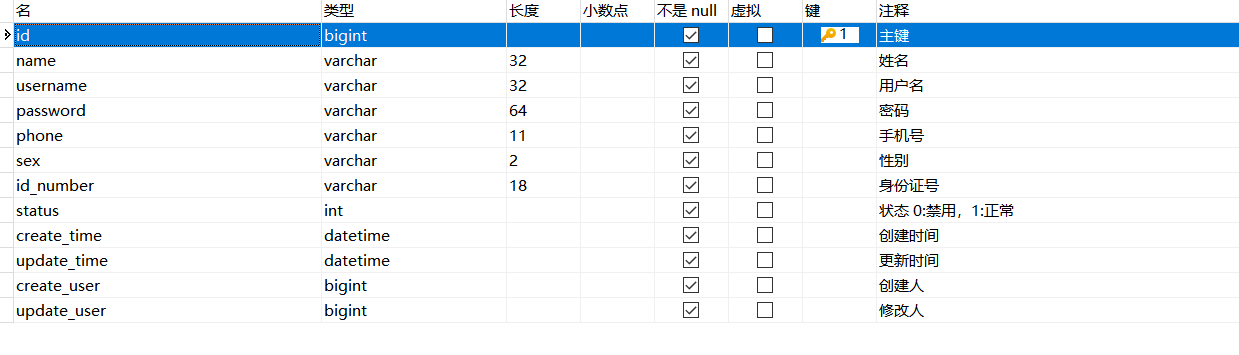 名 类型 长度 小数点 不是 null 虚拟 键 注释
id bigint 1 主键
name varchar 32 姓名
username varchar 32 用户名
password varchar 64 密码
phone varchar 11 手机号
sex varchar 2 性别
id_number varchar 18 身份证号
status int 状态 0:禁用，1:正常
create_time datetime 创建时间
update_time datetime 更新时间
create_user bigint 创建人
update_user bigint 修改人